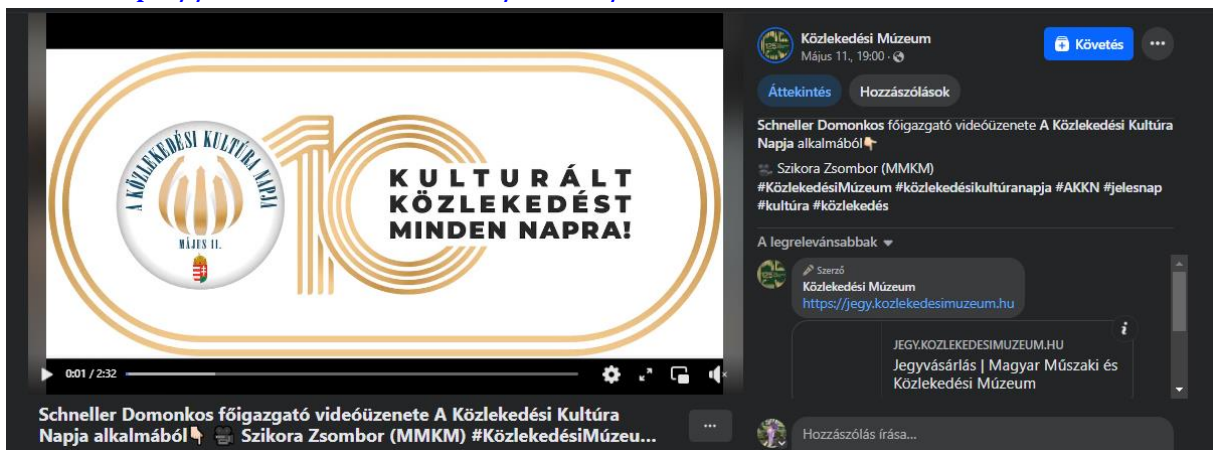 A KÖZLEKEDÉSI KULTÚRA NAPJA
MÁJUS 11.
10
KULTURÁLT
KÖZLEKEDÉST
MINDEN NAPRA!
0:01 / 2:32
Schneller Domonkos főigazgató videóüzenete A Közlekedési Kultúra
Napja alkalmából Szikora Zsombor (MMKM) #KözlekedésiMúzeu...
Közlekedési Múzeum
Május 11., 19:00 ·
Követés
Áttekintés
Hozzászólások
Schneller Domonkos főigazgató videóüzenete A Közlekedési Kultúra
Napja alkalmából
Szikora Zsombor (MMKM)
#KözlekedésiMúzeum #közlekedésikultúranapja #AKKN #jelesnap
#kultúra #közlekedés
A legrelevánsabbak
Szerző
Közlekedési Múzeum
https://jegy.kozlekedesimuzeum.hu
JEGY.KOZLEKEDESIMUZEUM.HU
Jegyvásárlás | Magyar Műszaki és
Közlekedési Múzeum
Hozzászólás írása...